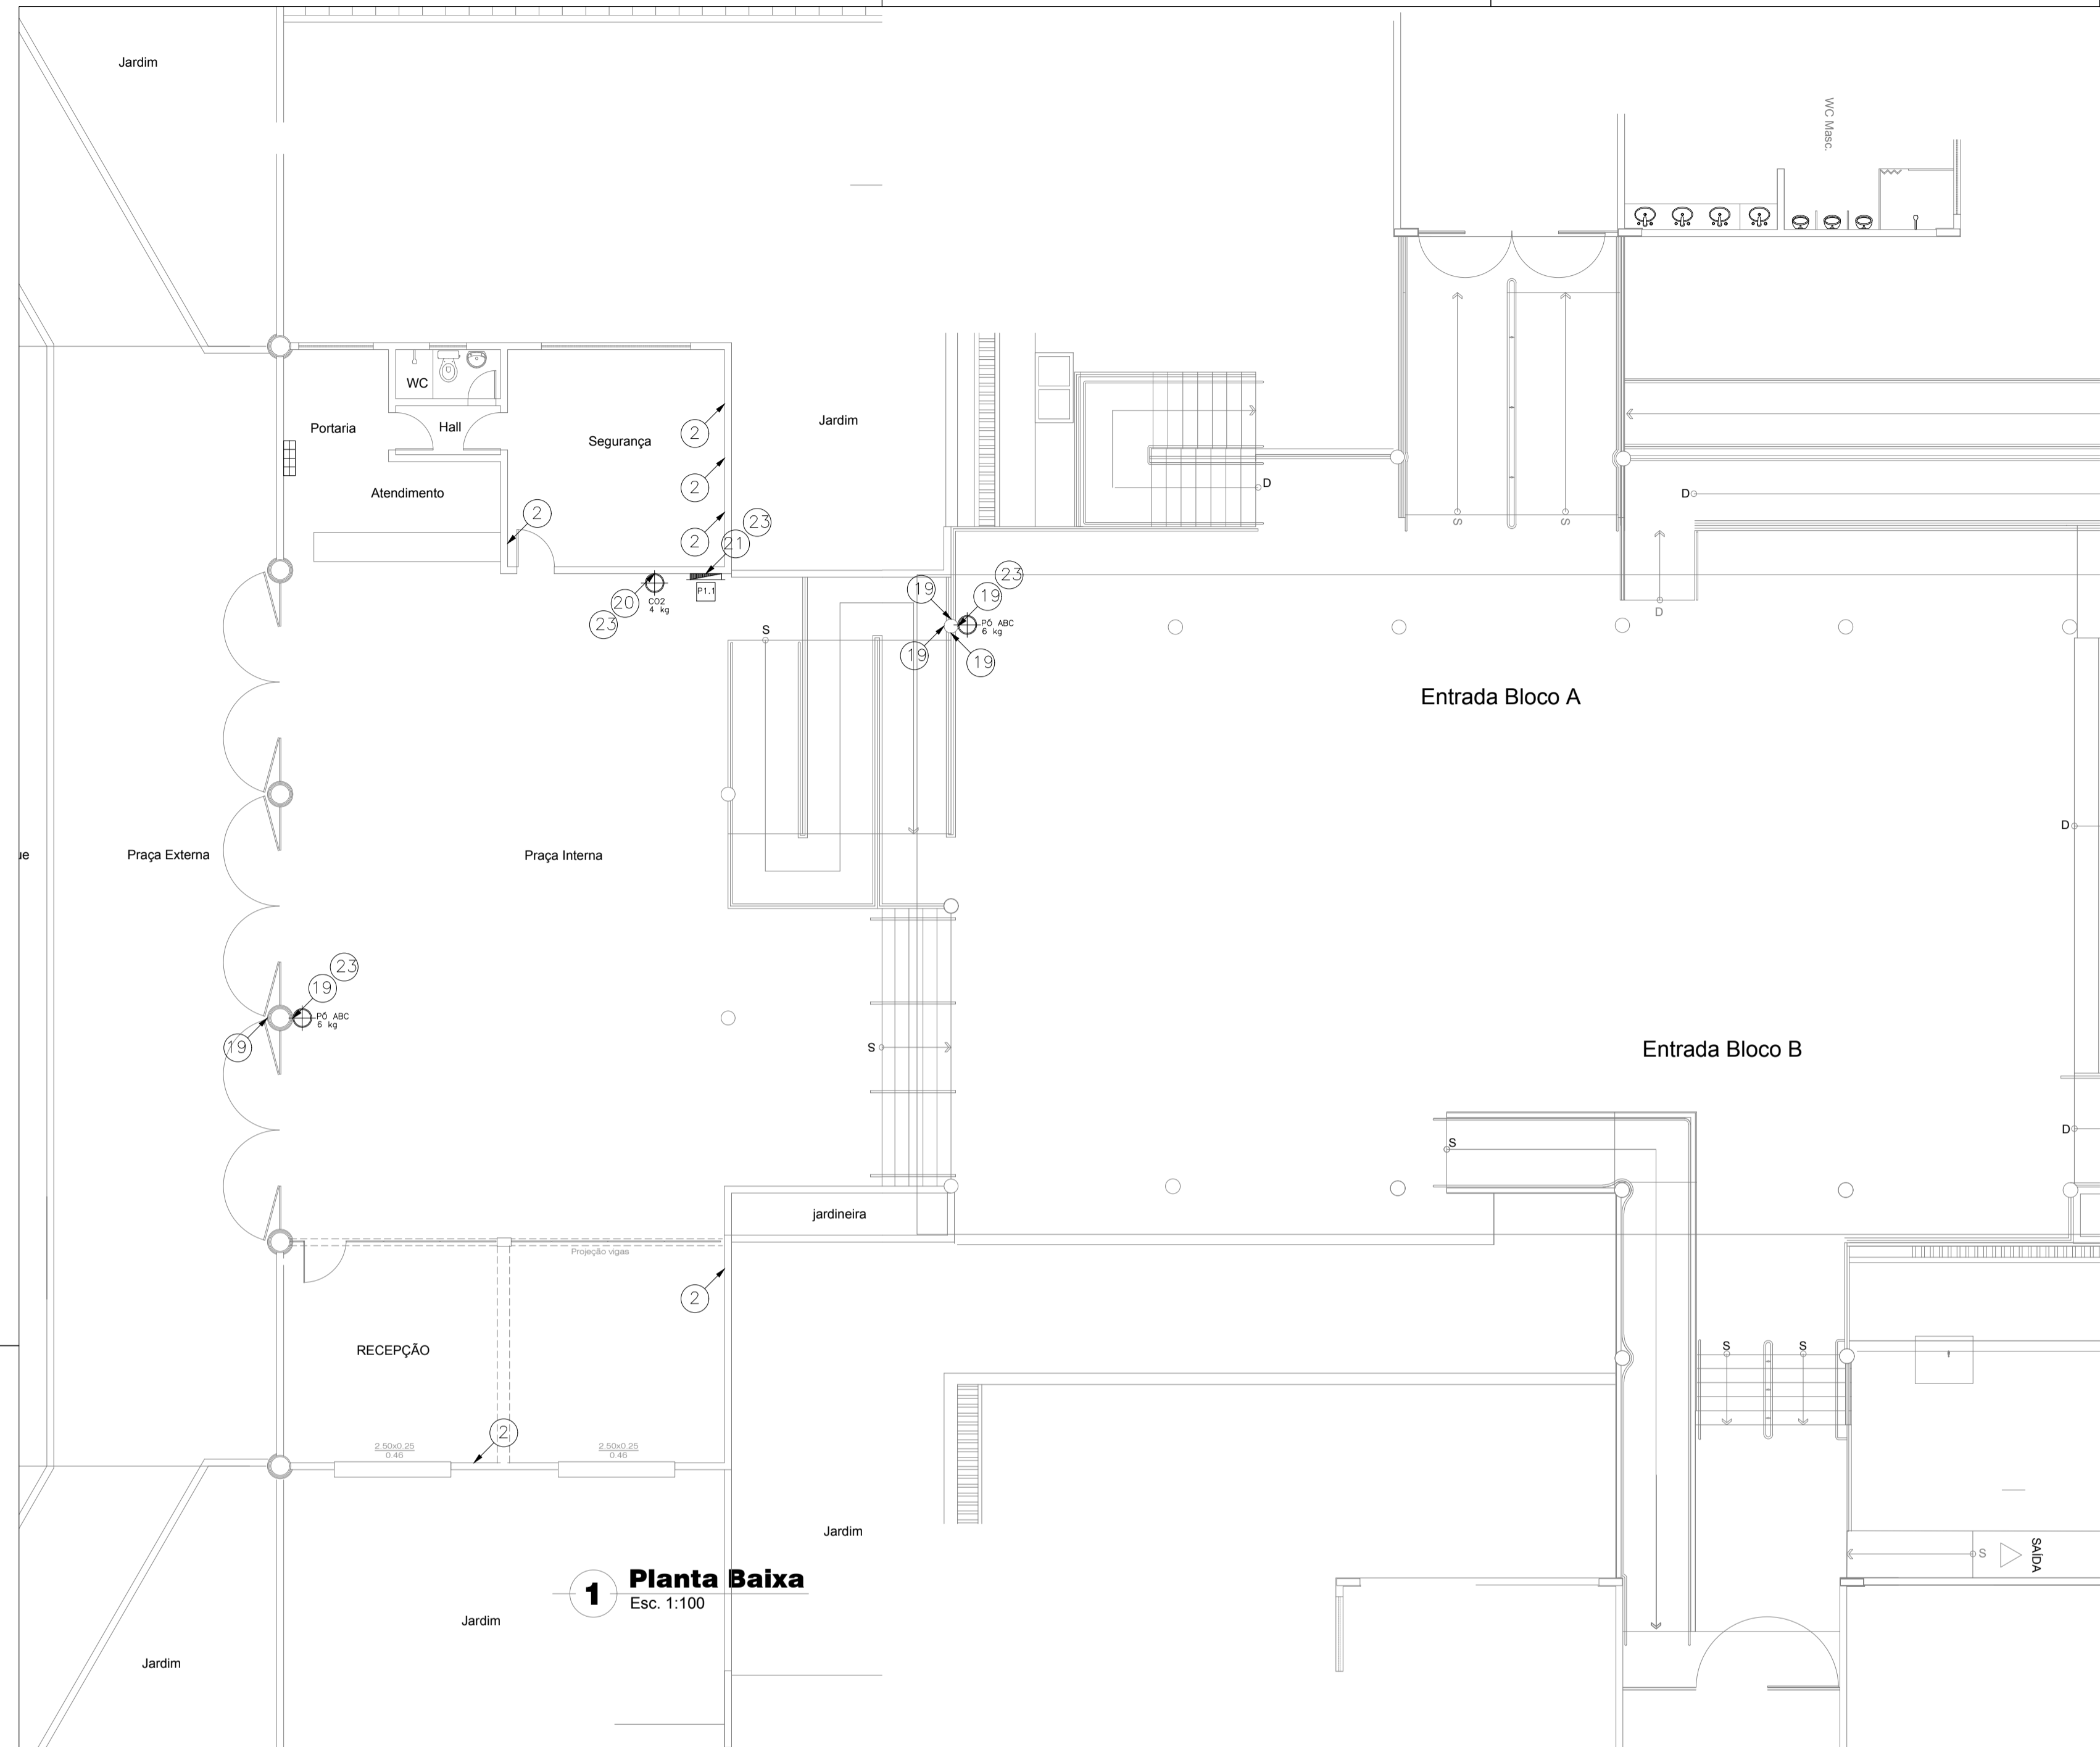 Jardim
WC Masc.
WC
Portaria
Hall
Segurança
2
Jardim
Atendimento
2
2
2
23
21
D
D
S
S
P1.1
CO2
4 kg
20
23
19
19
23
PÓ ABC
6 kg
19
19
D
S
Entrada Bloco A
D
Praça Externa
Praça Interna
23
19
PÓ ABC
6 kg
19
S
Entrada Bloco B
D
S
jardineira
Projeção vigas
2
RECEPÇÃO
S
S
2
2.50x0.25
0.46
2.50x0.25
0.46
Jardim
S
SAÍDA
1
Planta Baixa
Esc. 1:100
Jardim
Jardim